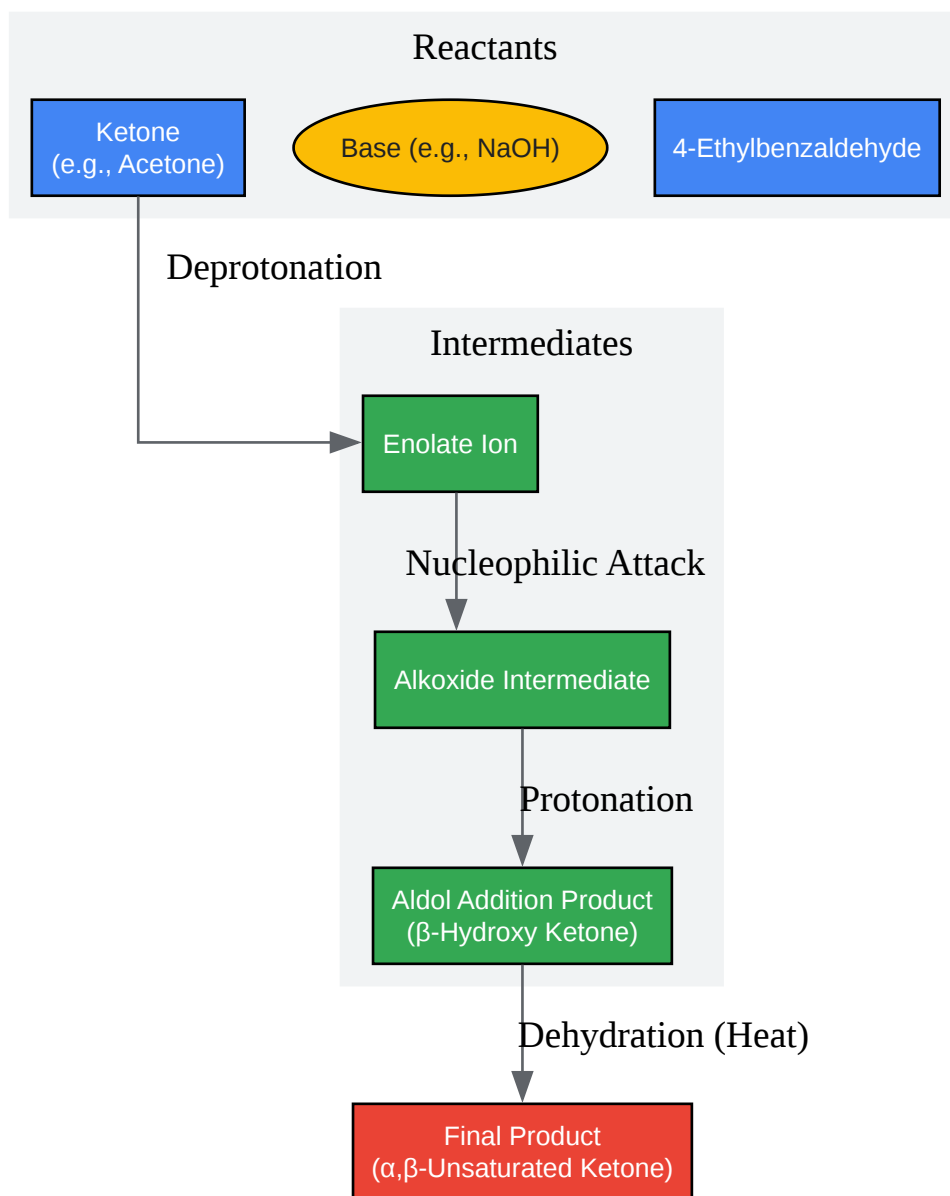 Reactants
Ketone
(e.g., Acetone)
Base (e.g., NaOH)
4-Ethylbenzaldehyde
Deprotonation
Intermediates
Enolate Ion
Nucleophilic Attack
Alkoxide Intermediate
Protonation
Aldol Addition Product
(β-Hydroxy Ketone)
Dehydration (Heat)
Final Product
(α,β-Unsaturated Ketone)